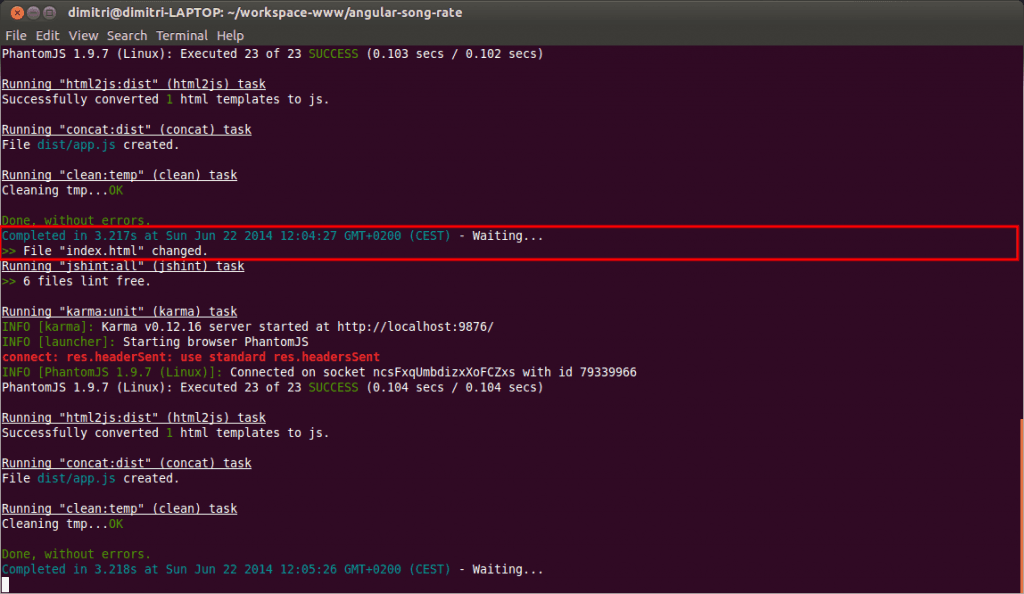 dimitri@dimitri-LAPTOP: ~/workspace-www/angular-song-rate
File Edit View Search Terminal Help
PhantomJS 1.9.7 (Linux): Executed 23 of 23 SUCCESS (0.103 secs / 0.102 secs)
Running "html2js:dist" (html2js) task
Successfully converted 1 html templates to js.
Running "concat:dist" (concat) task
File dist/app.js created.
Running "clean:temp" (clean) task
Cleaning tmp...OK
Done, without errors.
Completed in 3.217s at Sun Jun 22 2014 12:04:27 GMT+0200 (CEST) - Waiting...
>> File "index.html" changed.
Running "jshint:all" (jshint) task
>> 6 files lint free.
Running "karma:unit" (karma) task
INFO [karma]: Karma v0.12.16 server started at http://localhost:9876/
INFO [launcher]: Starting browser PhantomJS
connect: res.headerSent: use standard res.headersSent
INFO [PhantomJS 1.9.7 (Linux)]: Connected on socket ncsFxqUmbdizxXoFCZxs with id 79339966
PhantomJS 1.9.7 (Linux): Executed 23 of 23 SUCCESS (0.104 secs / 0.104 secs)
Running "html2js:dist" (html2js) task
Successfully converted 1 html templates to js.
Running "concat:dist" (concat) task
File dist/app.js created.
Running "clean:temp" (clean) task
Cleaning tmp...OK
Done, without errors.
Completed in 3.218s at Sun Jun 22 2014 12:05:26 GMT+0200 (CEST) - Waiting...